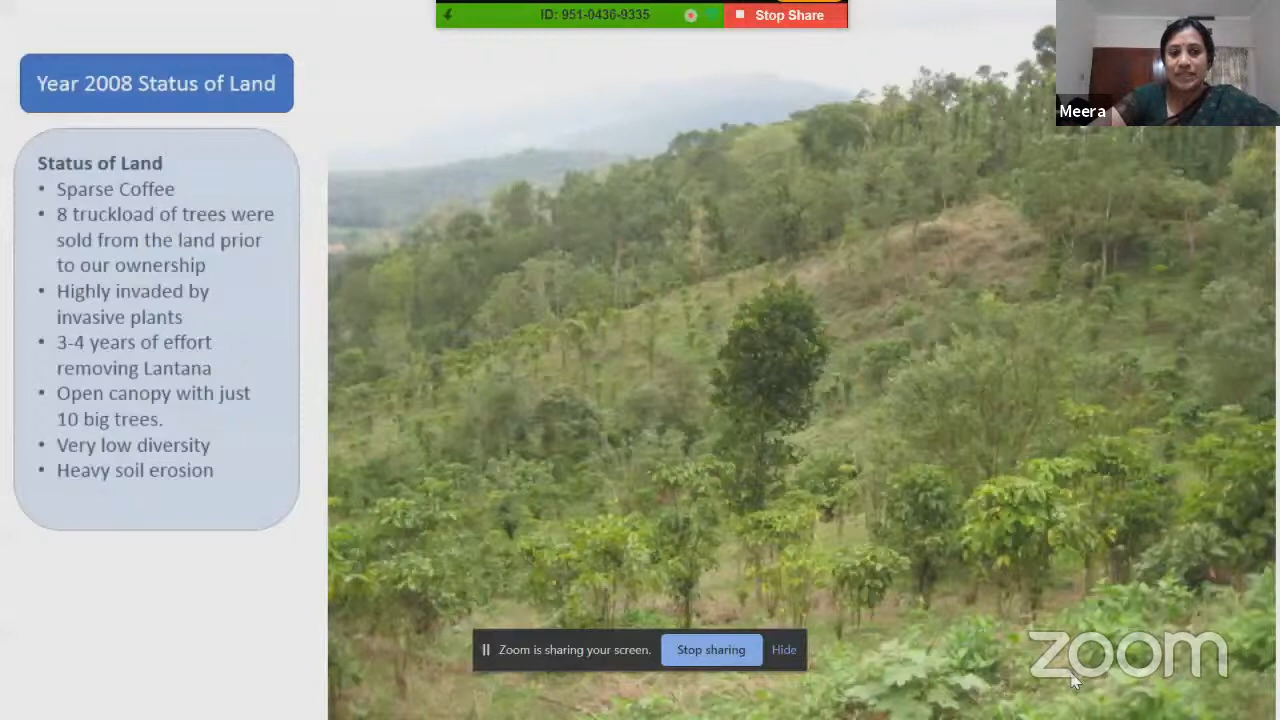 ID: 951-0436-9335
Stop Share
Meera
Year 2008 Status of Land
Status of Land
• Sparse Coffee
• 8 truckload of trees were
sold from the land prior
to our ownership
• Highly invaded by
invasive plants
• 3-4 years of effort
removing Lantana
• Open canopy with just
10 big trees.
• Very low diversity
• Heavy soil erosion
Zoom is sharing your screen.
Stop sharing
Hide
zoom